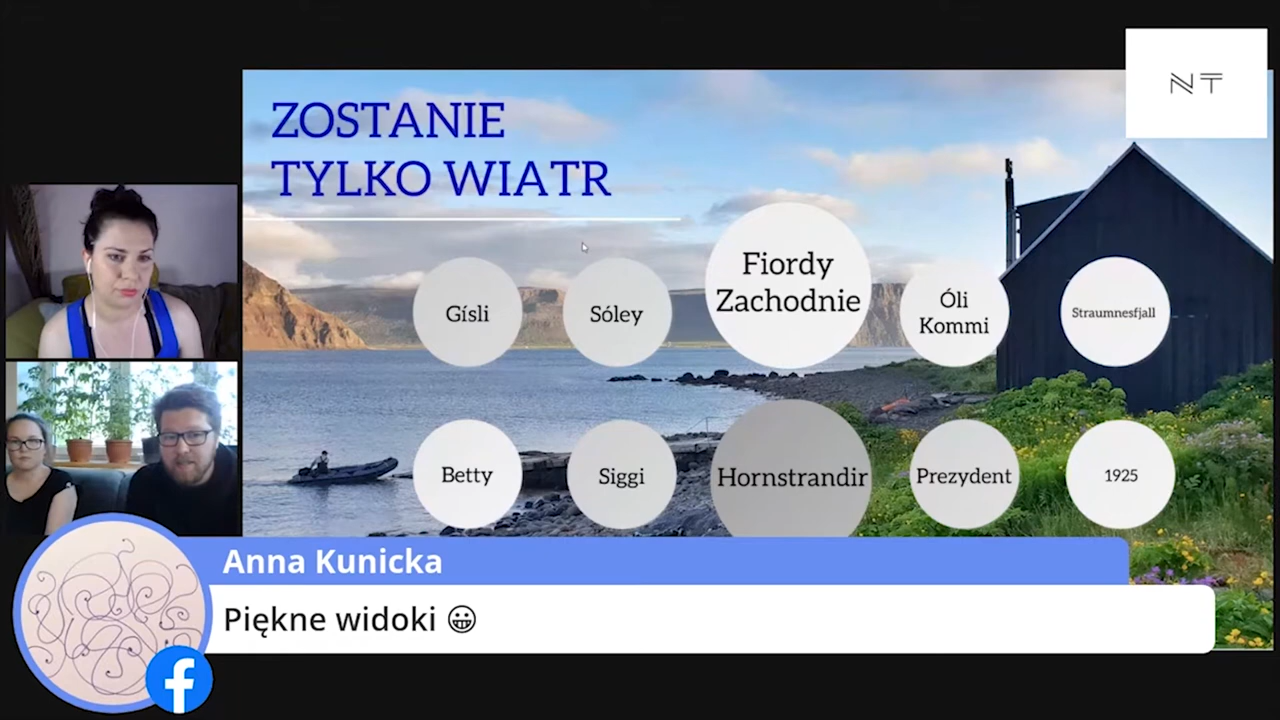 NT
ZOSTANIE
TYLKO WIATR
Gísli
Sóley
Fiordy
Zachodnie
Óli
Kommi
Straumnesfjall
Betty
Siggi
Hornstrandir
Prezydent
1925
Anna Kunicka
Piękne widoki 😀